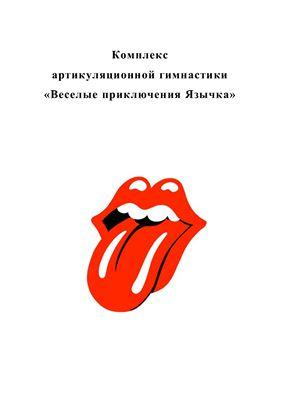 Комплекс
артикуляционной гимнастики
«Веселые приключения Язычка»